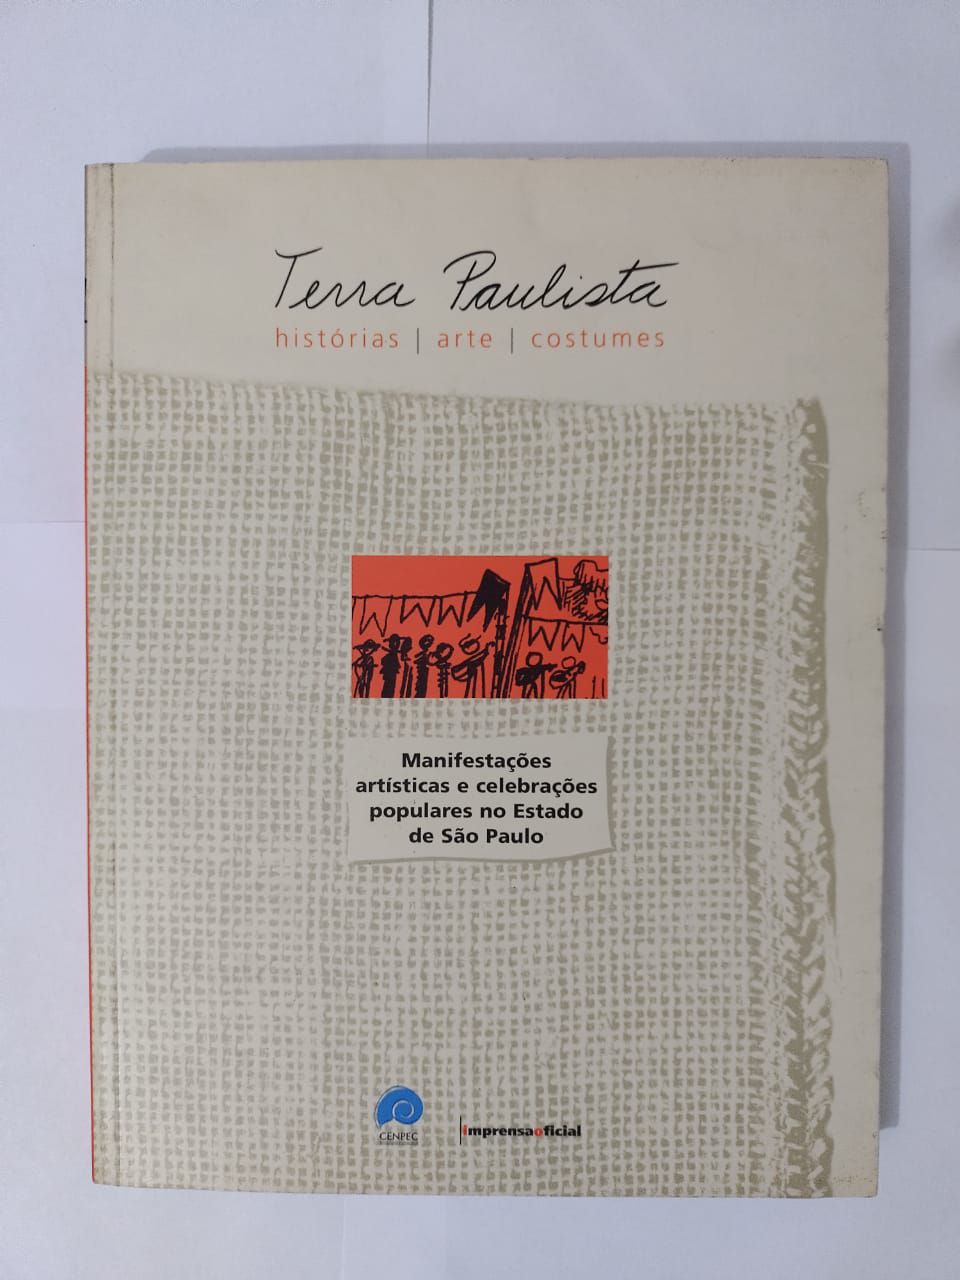 Terra Paulista
histórias | arte | costumes
Manifestações
artísticas e celebrações
populares no Estado
de São Paulo
CENPEC
imprensaoficial